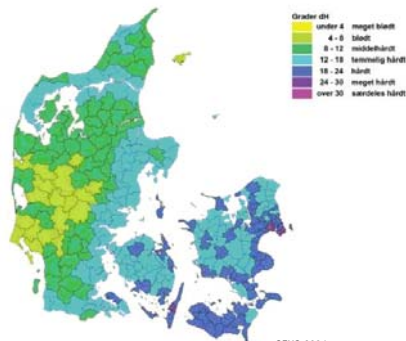 Grader dH
under 4 meget blødt
4 - 8 blødt
8 - 12 middelhårdt
12 - 18 temmelig hårdt
18 - 24 hårdt
24 - 30 meget hårdt
over 30 særdeles hårdt